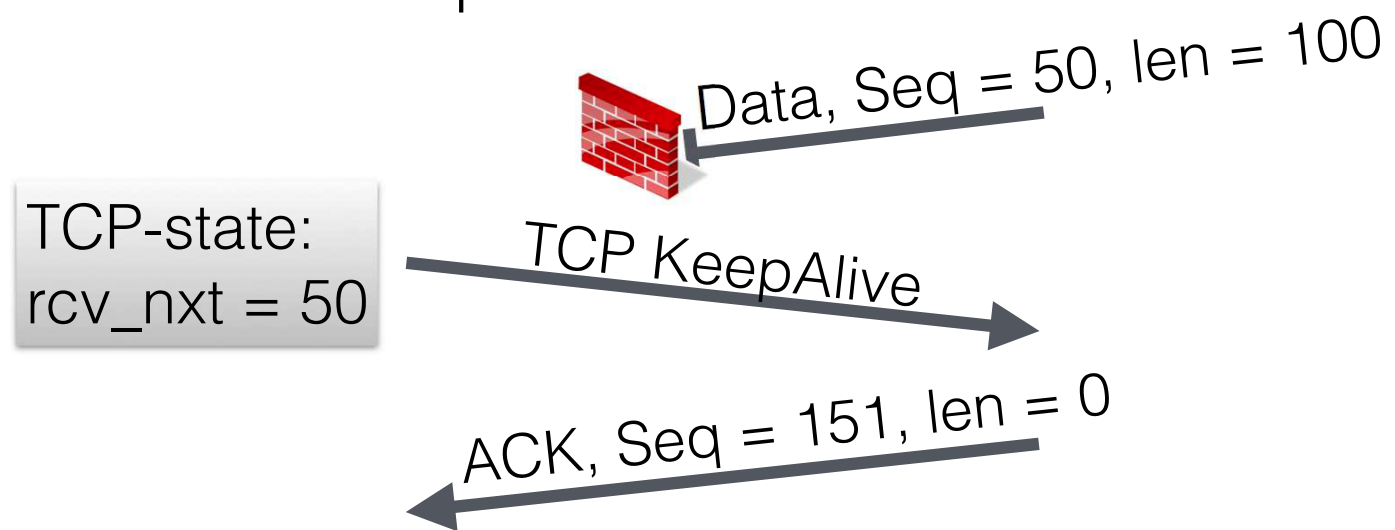 Data, Seq = 50, len = 100
TCP-state:
rcv_nxt = 50
TCP KeepAlive
ACK, Seq = 151, len = 0